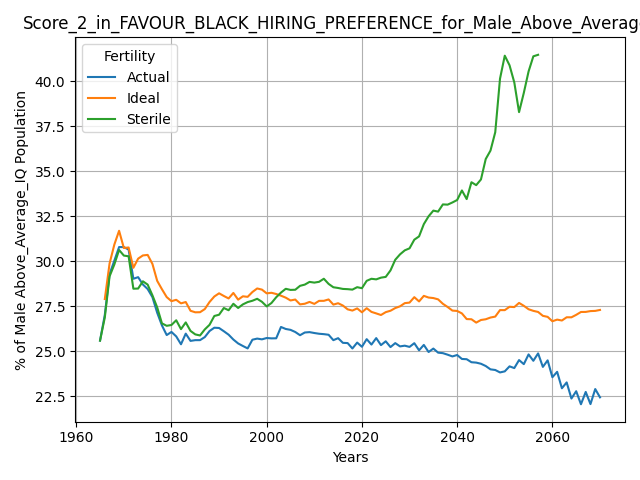 Score_2_in_FAVOUR_BLACK_HIRING_PREFERENCE_for_Male_Above_Average
Fertility
Actual
Ideal
Sterile
% of Male Above_Average_IQ Population
40.0
37.5
35.0
32.5
30.0
27.5
25.0
22.5
1960
1980
2000
2020
2040
2060
Years